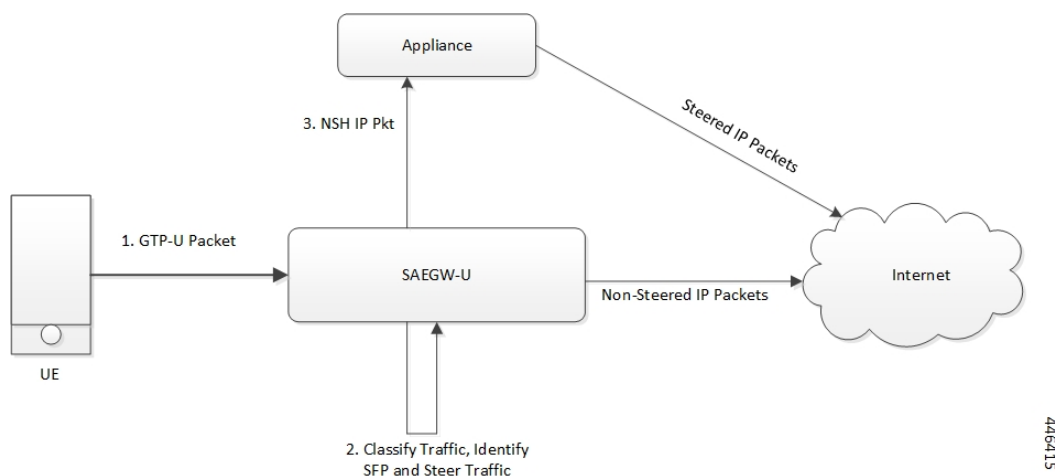 Appliance
3. NSH IP Pkt
Steered IP Packets
1. GTP-U Packet
SAEGW-U
Internet
Non-Steered IP Packets
UE
2. Classify Traffic, Identify
SFP and Steer Traffic
446415